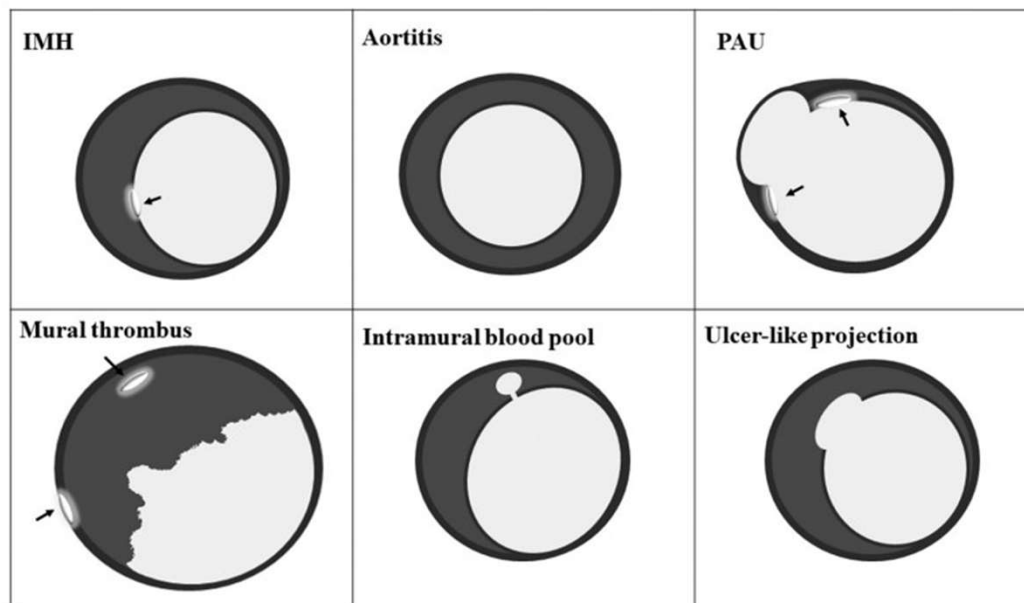 IMH
Aortitis
PAU
Mural thrombus
Intramural blood pool
Ulcer-like projection